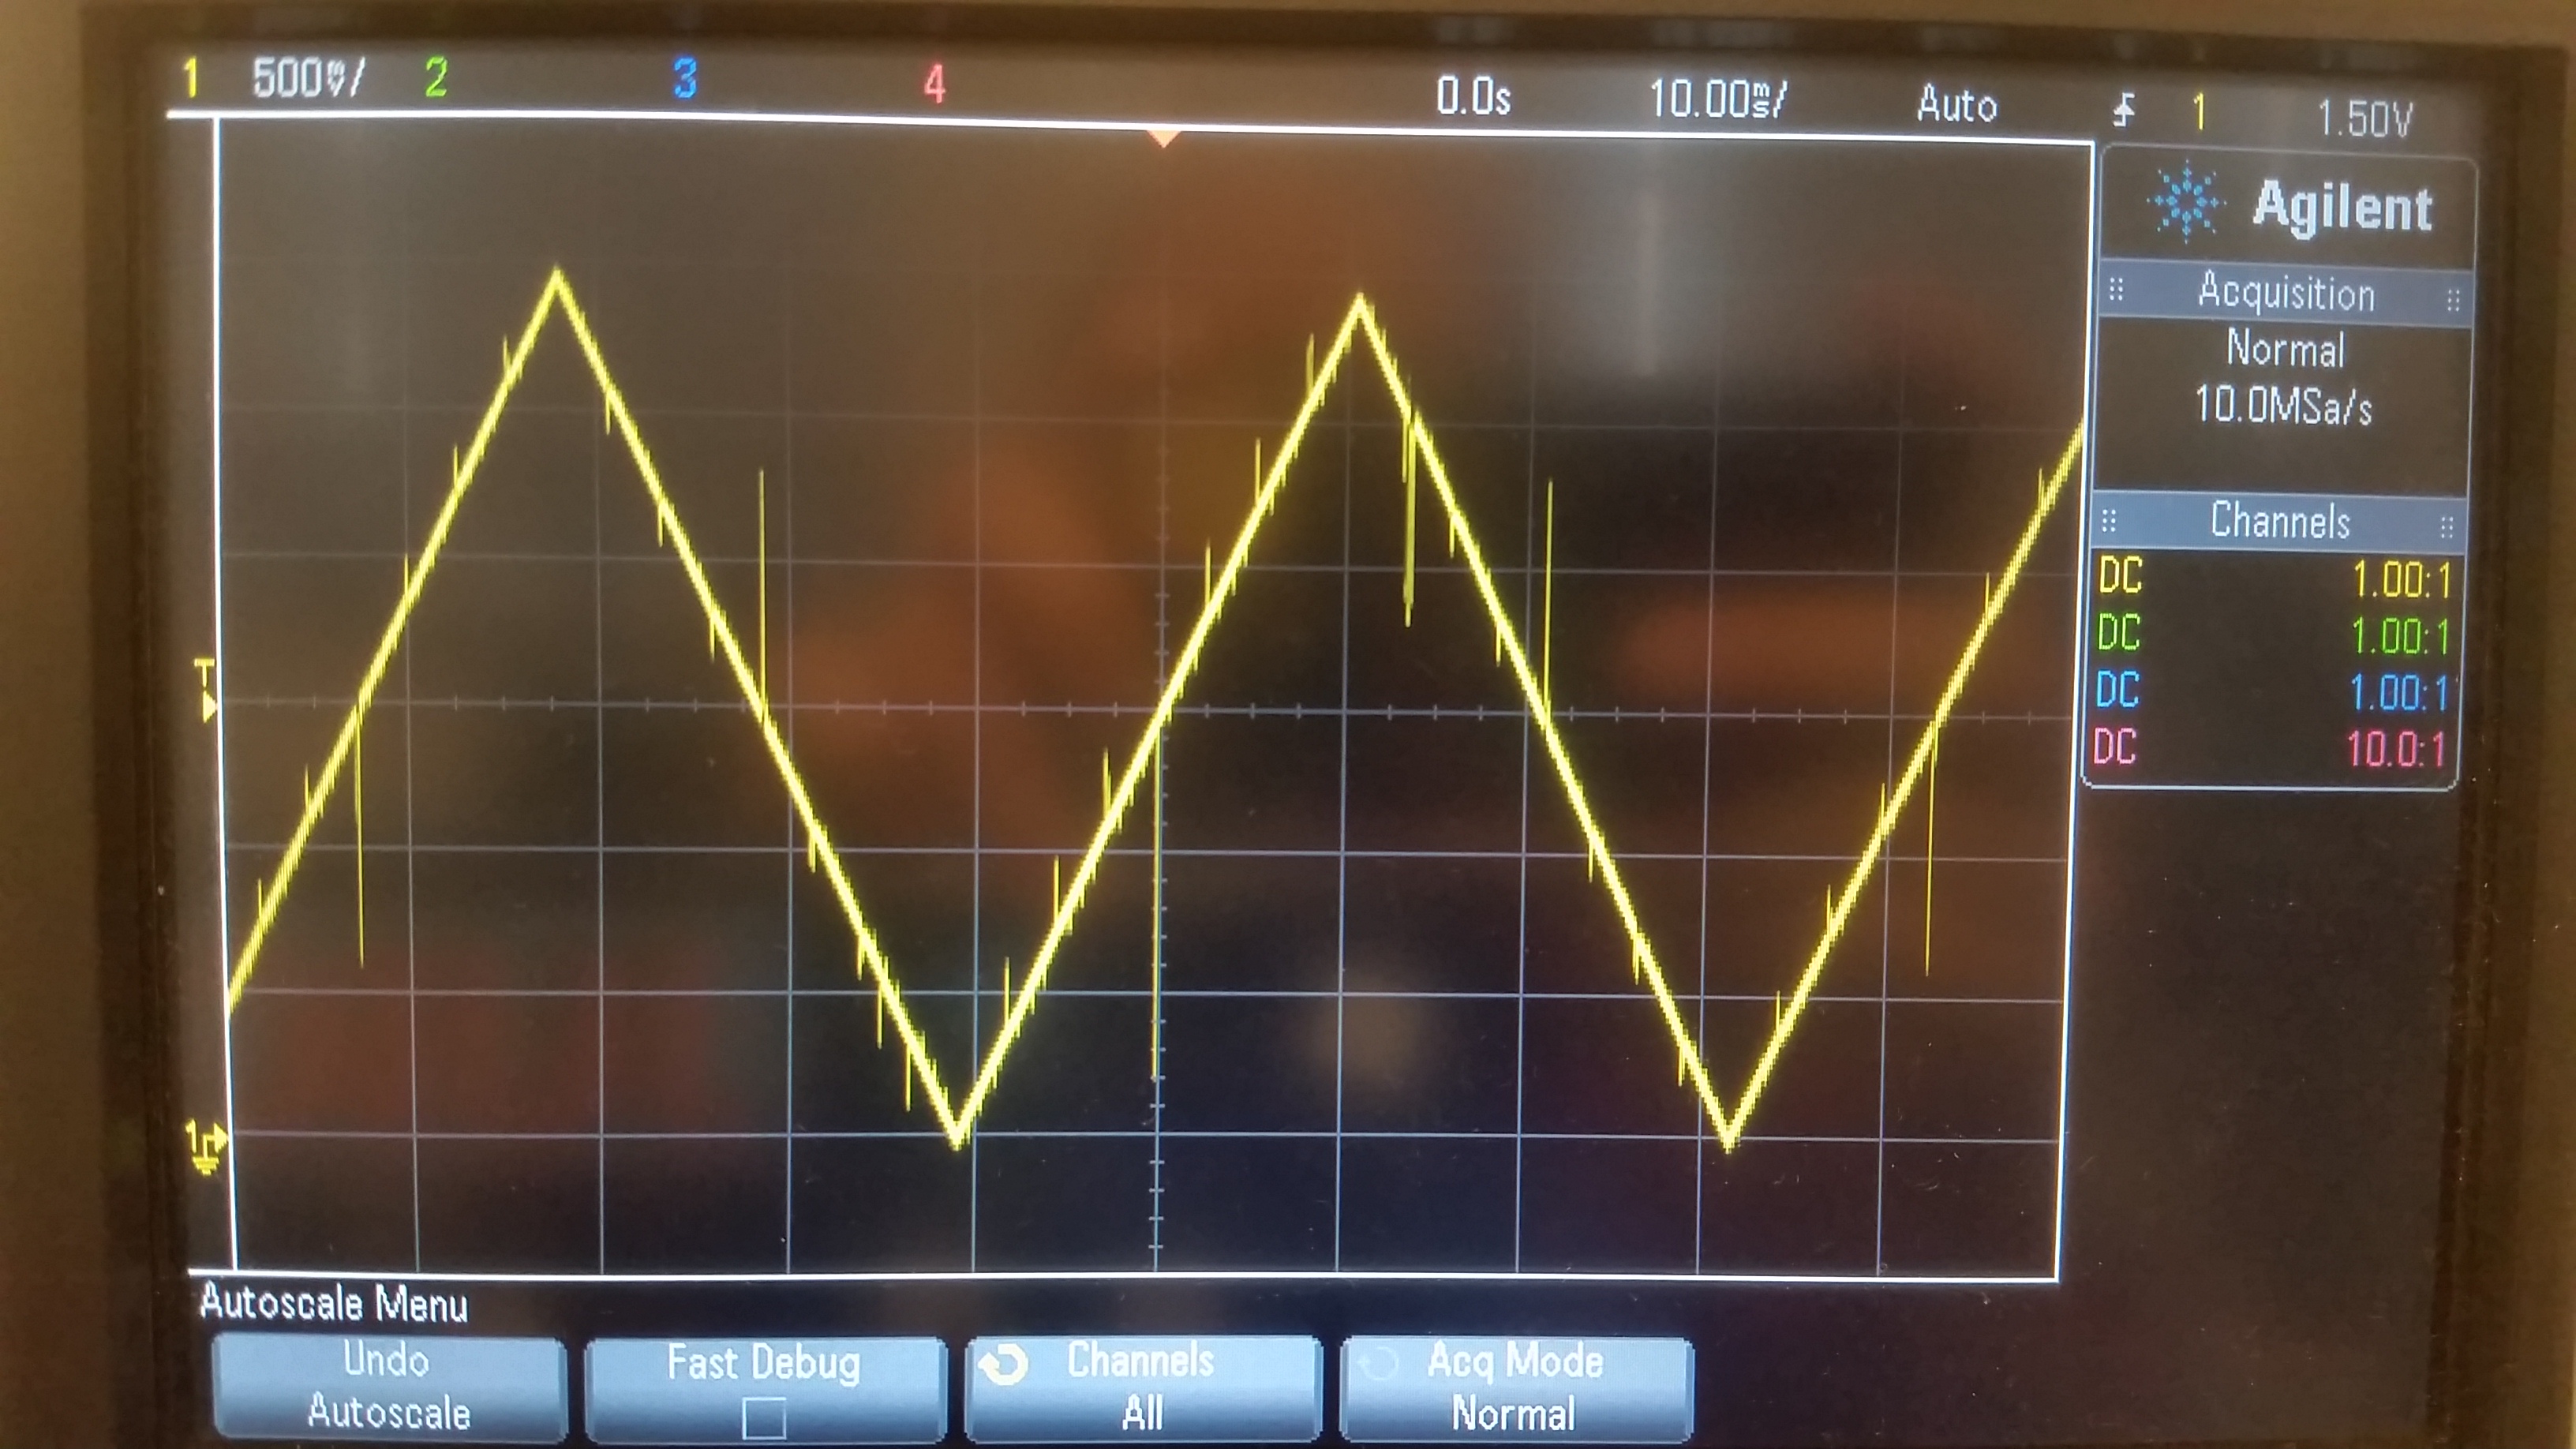 1 500mV/ 2 3 4 0.0s 10.00ms/ Auto 1 1.50V
Agilent
Acquisition
Normal
10.0MSa/s
Channels
DC 1.00:1
DC 1.00:1
DC 1.00:1
DC 10.0:1
T
1
Autoscale Menu
Undo
Autoscale
Fast Debug
Channels
All
Acq Mode
Normal